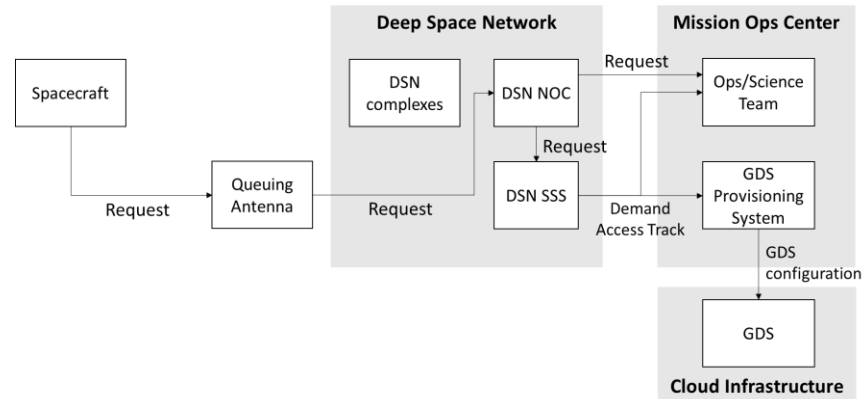 Deep Space Network
Mission Ops Center
Spacecraft
DSN
complexes
DSN NOC
Request
Ops/Science
Team
Request
Queuing
Antenna
Request
Request
DSN SSS
Demand
Access Track
GDS
Provisioning
System
GDS
configuration
GDS
Cloud Infrastructure